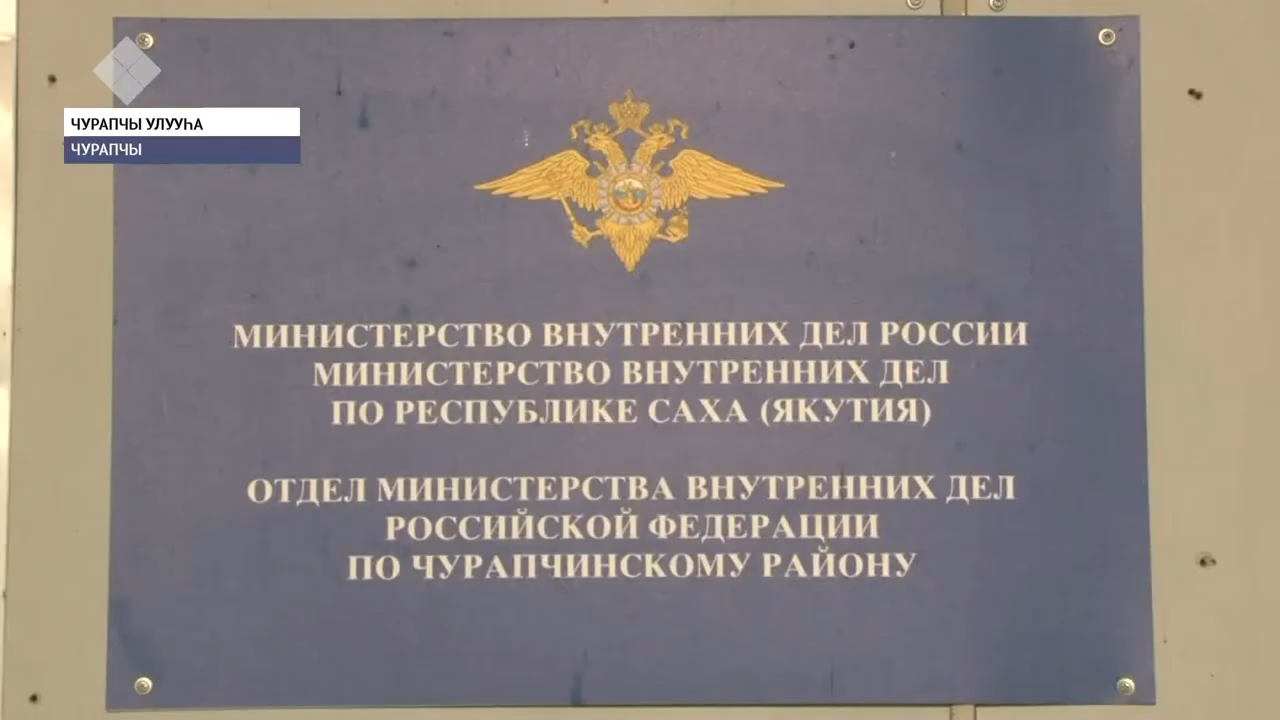 ЧУРАПЧЫ УЛУУҺА
ЧУРАПЧЫ
МИНИСТЕРСТВО ВНУТРЕННИХ ДЕЛ РОССИИ
МИНИСТЕРСТВО ВНУТРЕННИХ ДЕЛ
ПО РЕСПУБЛИКЕ САХА (ЯКУТИЯ)
ОТДЕЛ МИНИСТЕРСТВА ВНУТРЕННИХ ДЕЛ
РОССИЙСКОЙ ФЕДЕРАЦИИ
ПО ЧУРАПЧИНСКОМУ РАЙОНУ